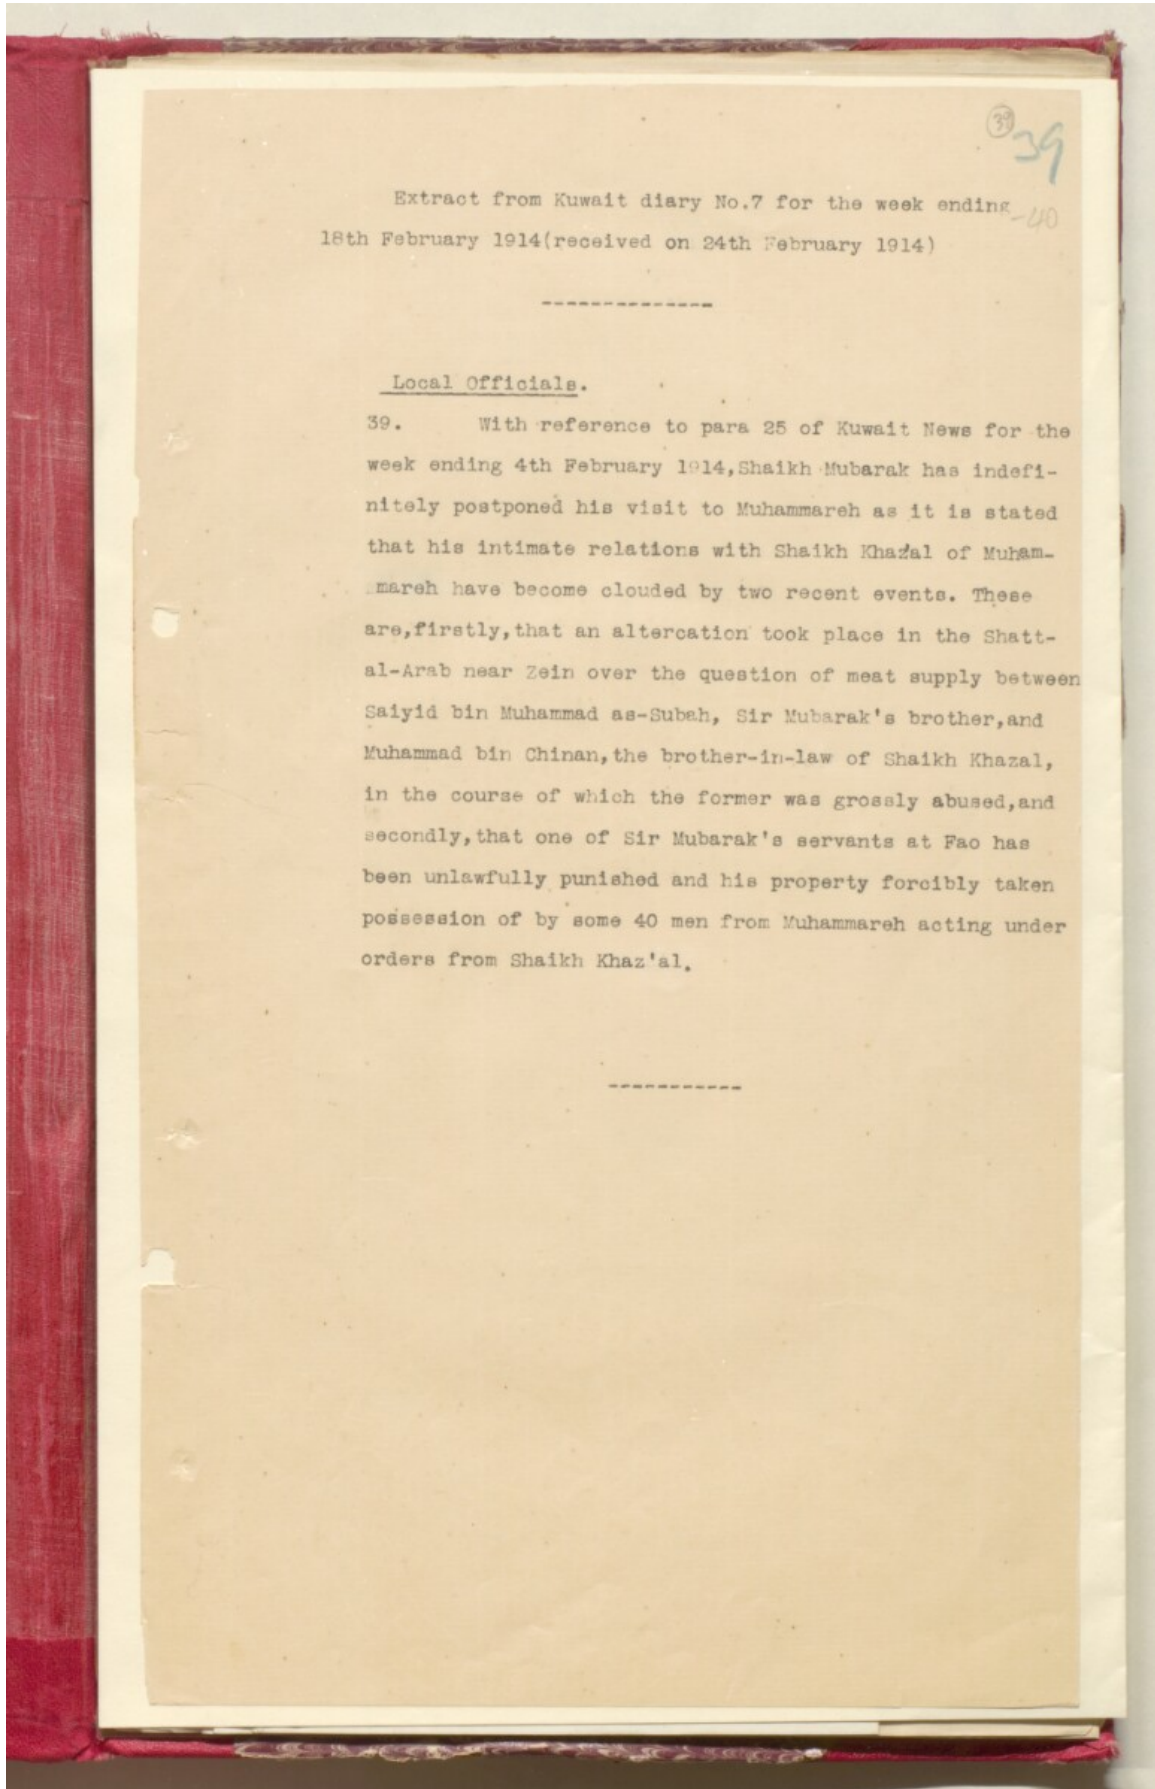 39
39
Extract from Kuwait diary No.7 for the week ending
-40
18th February 1914(received on 24th February 1914)
--------------
Local Officials.
39. With reference to para 25 of Kuwait News for the
week ending 4th February 1914,Shaikh Mubarak has indefi-
nitely postponed his visit to Muhammareh as it is stated
that his intimate relations with Shaikh Khaz'al of Muham-
mareh have become clouded by two recent events. These
are,firstly,that an altercation took place in the Shatt-
al-Arab near Zein over the question of meat supply between
Saiyid bin Muhammad as-Subah, Sir Mubarak's brother,and
Muhammad bin Chinan,the brother-in-law of Shaikh Khazal,
in the course of which the former was grossly abused,and
secondly,that one of Sir Mubarak's servants at Fao has
been unlawfully punished and his property forcibly taken
possession of by some 40 men from Muhammareh acting under
orders from Shaikh Khaz'al.
-----------